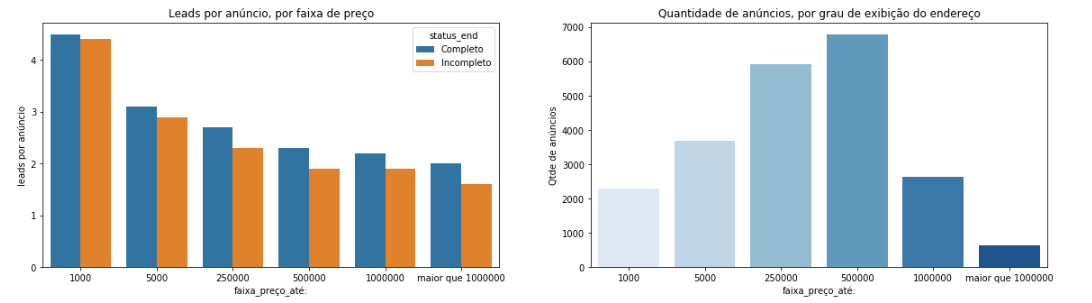 Leads por anúncio, por faixa de preço
leads por anúncio
4
3
2
1
0
status_end
Completo
Incompleto
1000
5000
250000
500000
1000000
maior que 1000000
faixa_preço_até:
Quantidade de anúncios, por grau de exibição do endereço
Qtde de anúncios
7000
6000
5000
4000
3000
2000
1000
0
1000
5000
250000
500000
1000000
maior que 1000000
faixa_preço_até: